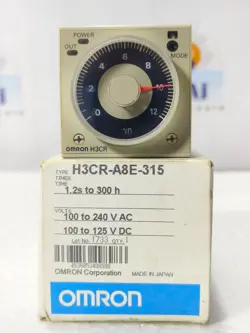 POWER
OUT
MODE
0
2
4
6
8
10
12
OMRON H3CR
TYPE H3CR-A8E-315
TIMER
TIME 1.2s to 300 h
VOLTS 100 to 240 V AC
100 to 125 V DC
LOT No. 1733 QTY.1
OMRON Corporation MADE IN JAPAN
OMRON